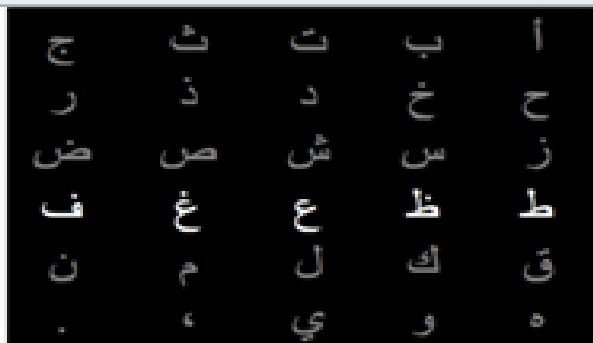 أ ب ت ث ج
ح خ د ذ ر
ز س ش ص ض
ط ظ ع غ ف
ق ك ل م ن
ه و ي ، .